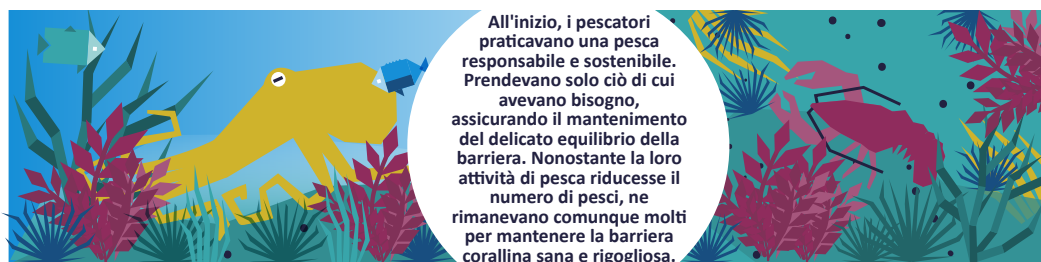 All'inizio, i pescatori
praticavano una pesca
responsabile e sostenibile.
Prendevano solo ciò di cui
avevano bisogno,
assicurando il mantenimento
del delicato equilibrio della
barriera. Nonostante la loro
attività di pesca riducesse il
numero di pesci, ne
rimanevano comunque molti
per mantenere la barriera
corallina sana e rigogliosa.